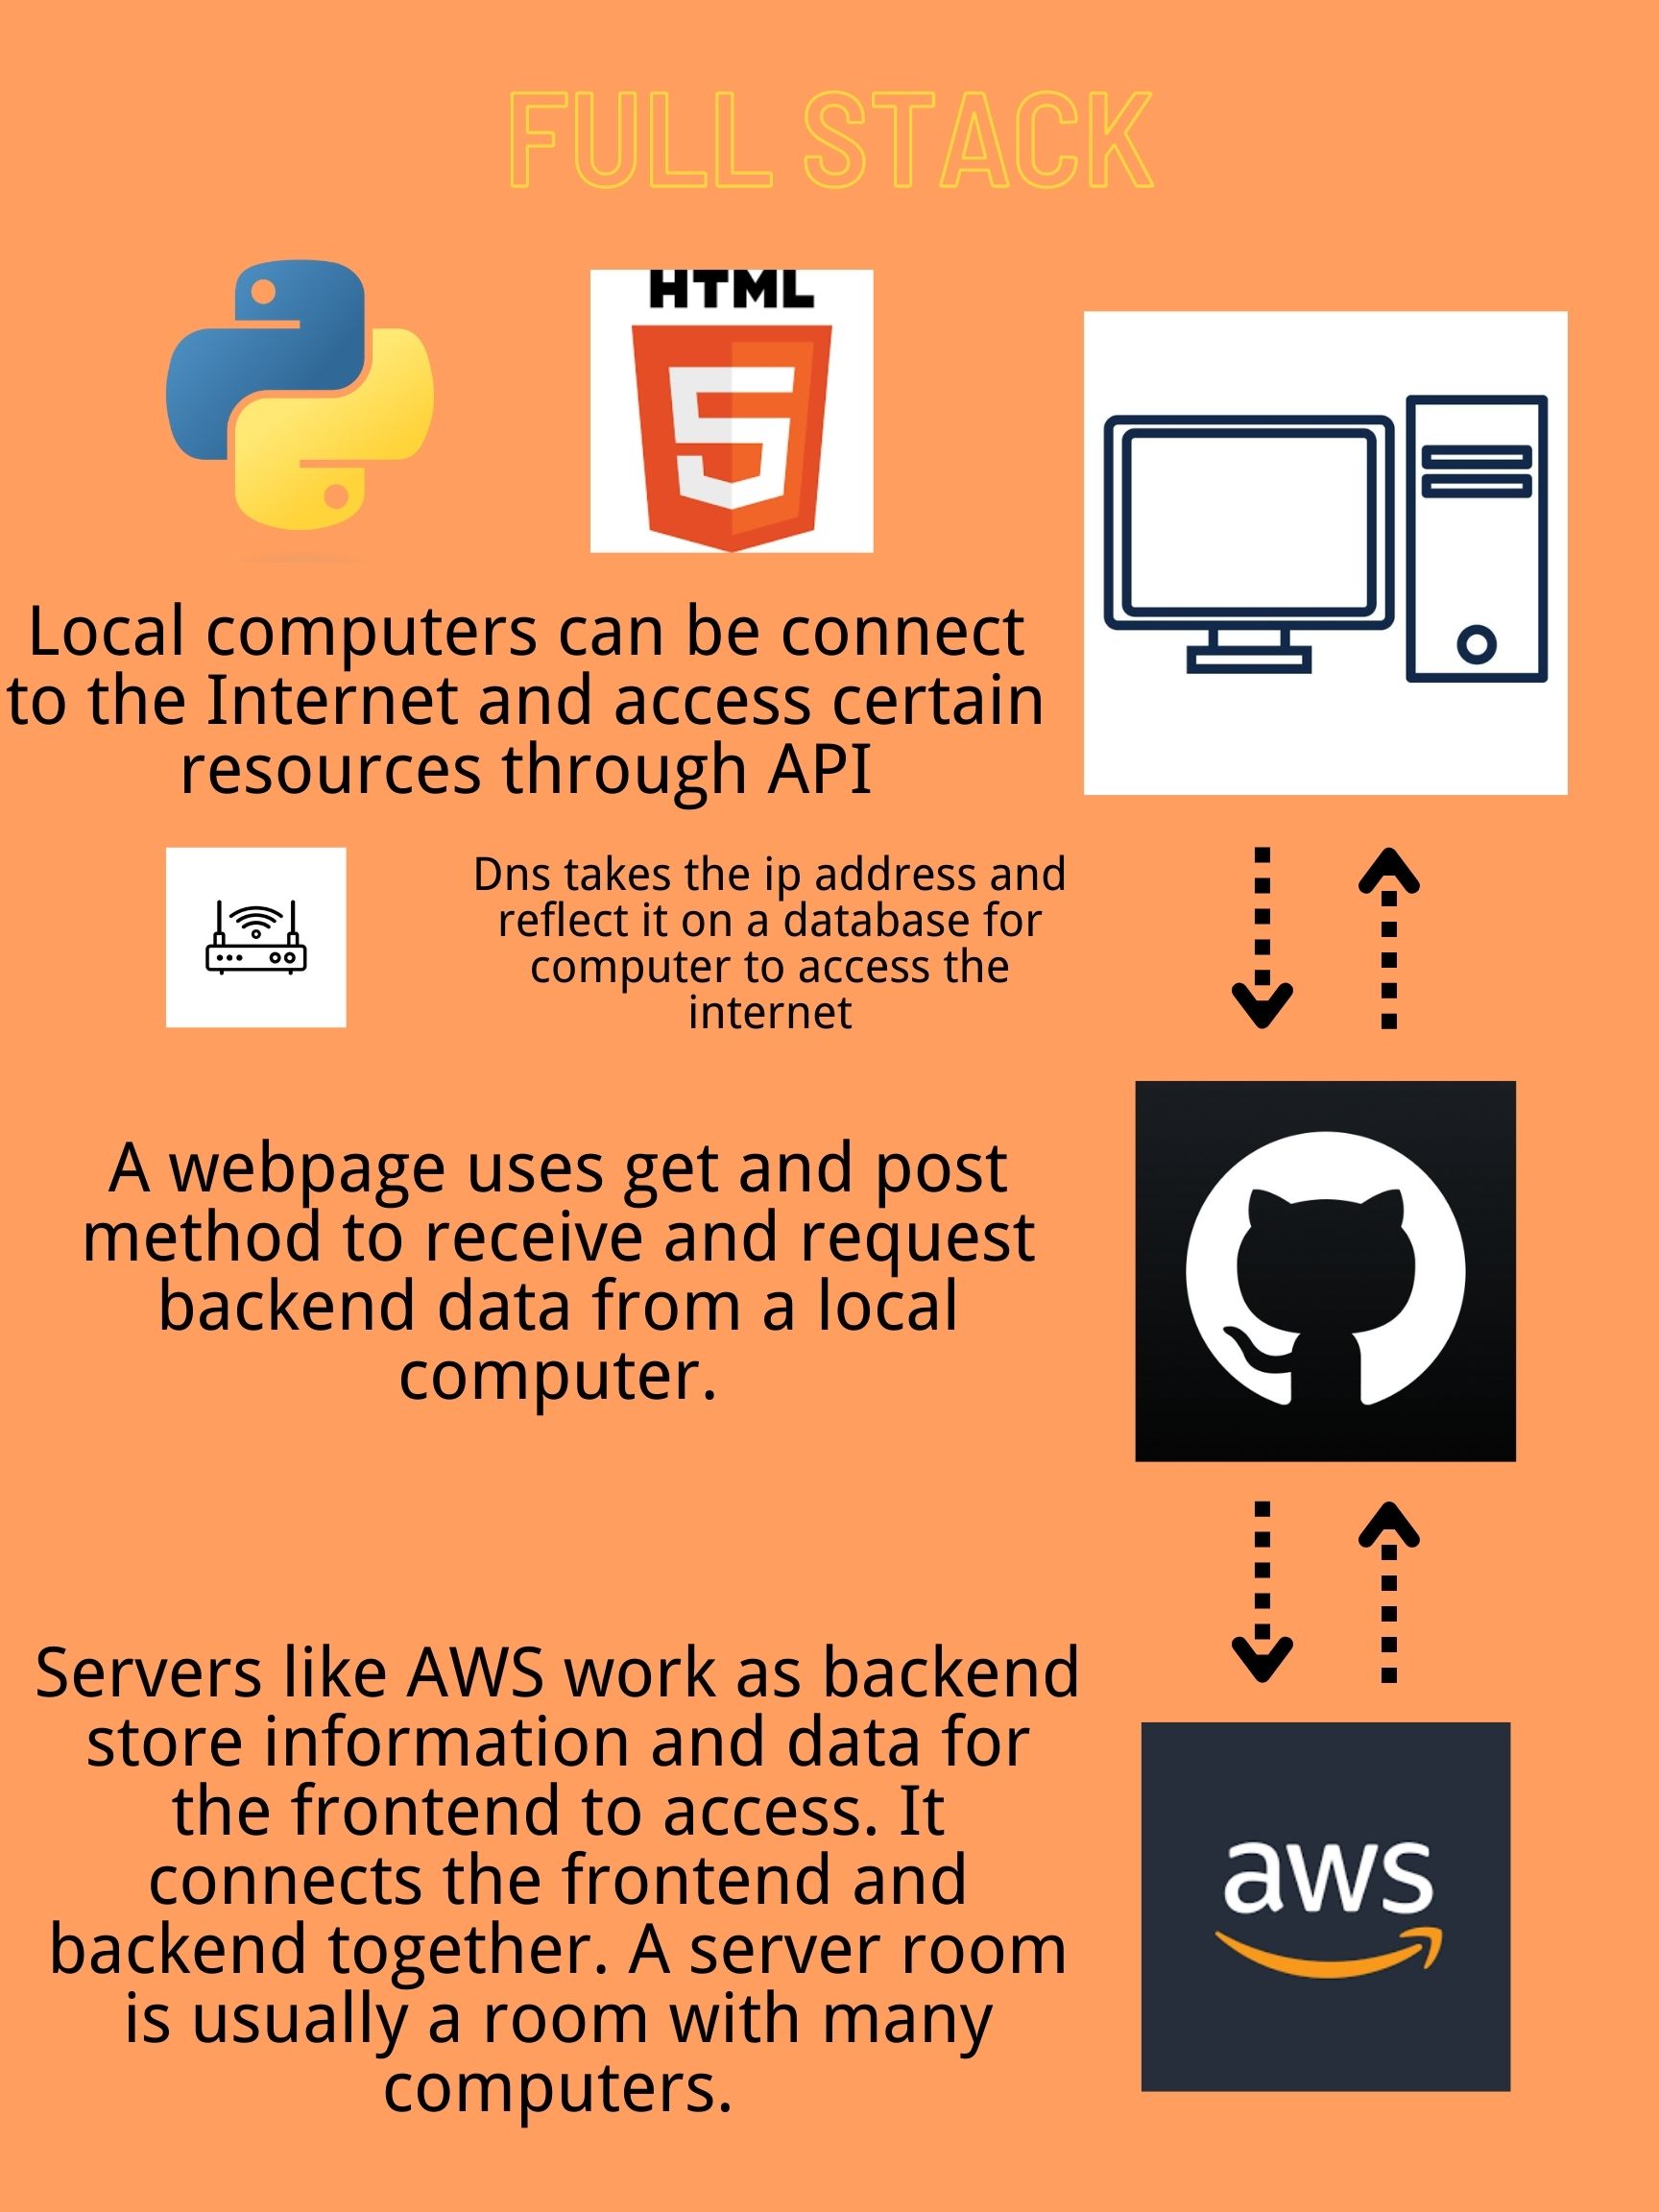 FULL STACK
HTML
Local computers can be connect
to the Internet and access certain
resources through API
Dns takes the ip address and
reflect it on a database for
computer to access the
internet
A webpage uses get and post
method to receive and request
backend data from a local
computer.
Servers like AWS work as backend
store information and data for
the frontend to access. It
connects the frontend and
backend together. A server room
is usually a room with many
computers.
aws